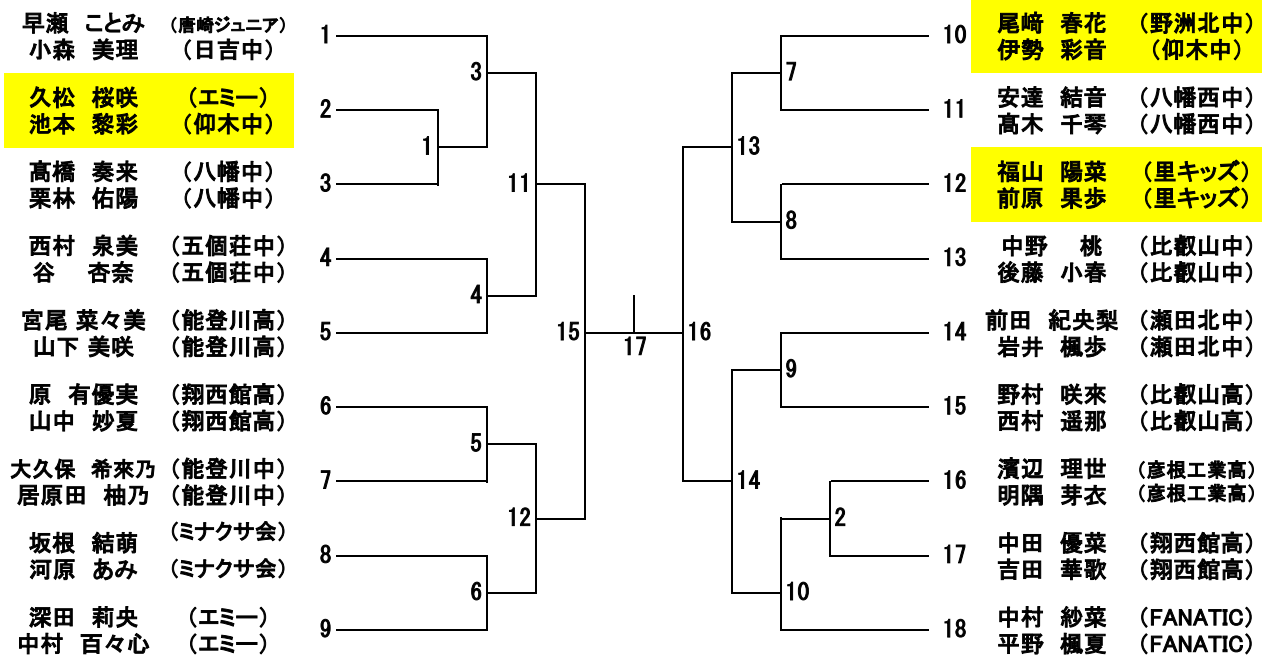 早瀬 ことみ (唐崎ジュニア) 1
小森 美理 (日吉中)
久松 桜咲 (エミー) 2
池本 黎彩 (仰木中)
髙橋 奏来 (八幡中) 3
栗林 佑陽 (八幡中)
西村 泉美 (五個荘中) 4
谷 杏奈 (五個荘中)
宮尾 菜々美 (能登川高) 5
山下 美咲 (能登川高)
原 有優実 (翔西館高) 6
山中 妙夏 (翔西館高)
大久保 希來乃 (能登川中) 7
居原田 柚乃 (能登川中)
坂根 結萌 (ミナクサ会) 8
河原 あみ (ミナクサ会)
深田 莉央 (エミー) 9
中村 百々心 (エミー)
3
1
11
4
15
5
12
6
17
7
13
8
16
9
14
2
10
10 尾﨑 春花 (野洲北中)
伊勢 彩音 (仰木中)
11 安達 結音 (八幡西中)
髙木 千琴 (八幡西中)
12 福山 陽菜 (里キッズ)
前原 果歩 (里キッズ)
13 中野 桃 (比叡山中)
後藤 小春 (比叡山中)
14 前田 紀央梨 (瀬田北中)
岩井 楓歩 (瀬田北中)
15 野村 咲來 (比叡山高)
西村 遥那 (比叡山高)
16 濱辺 理世 (彦根工業高)
明隅 芽衣 (彦根工業高)
17 中田 優菜 (翔西館高)
吉田 華歌 (翔西館高)
18 中村 紗菜 (FANATIC)
平野 楓夏 (FANATIC)